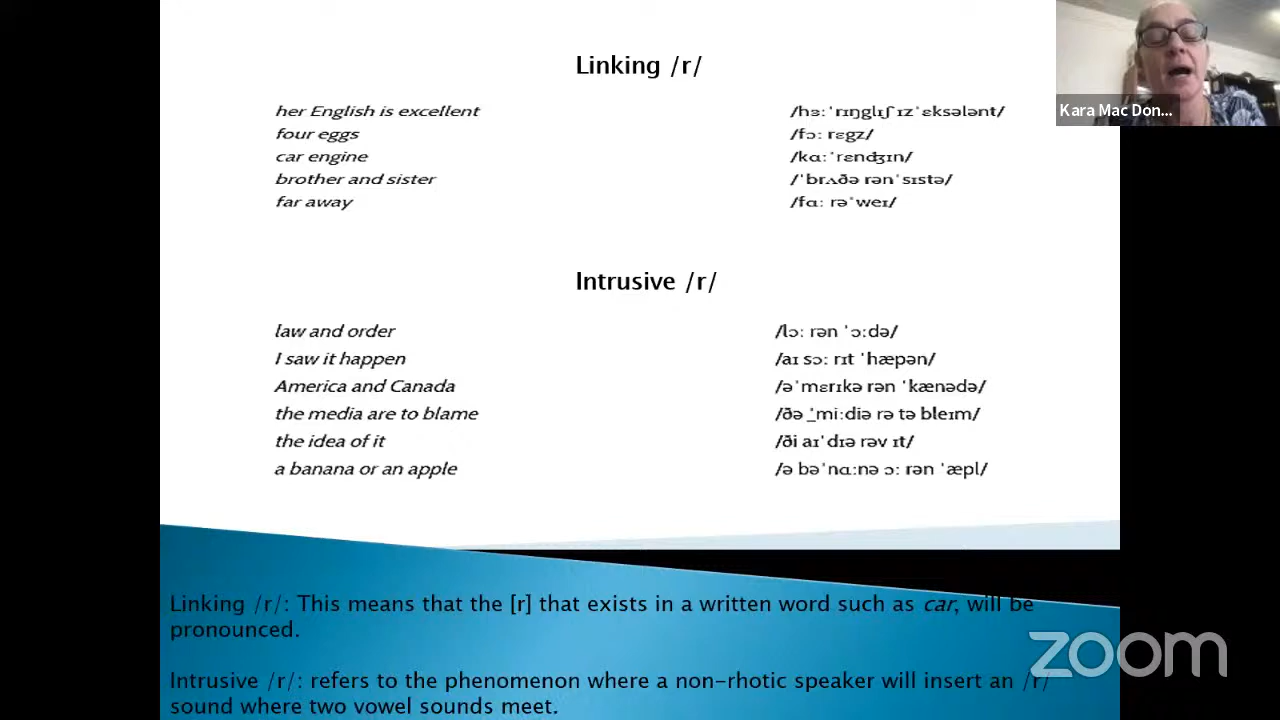 Linking /r/
her English is excellent /hɜːˈrɪŋglɪʃ ɪzˈɛksələnt/
four eggs /fɔː rɛgz/
car engine /kɑːˈrɛnʤɪn/
brother and sister /ˈbrʌðə rənˈsɪstə/
far away /fɑː rəˈweɪ/
Intrusive /r/
law and order /lɔː rən ˈɔːdə/
I saw it happen /aɪ sɔː rɪt ˈhæpən/
America and Canada /əˈmɛrɪkə rən ˈkænədə/
the media are to blame /ðə ˈmiːdiə rə tə bleɪm/
the idea of it /ði aɪˈdɪə rəv ɪt/
a banana or an apple /ə bəˈnɑːnə ɔː rən ˈæpl/
Linking /r/: This means that the [r] that exists in a written word such as car, will be
pronounced.
Intrusive /r/: refers to the phenomenon where a non-rhotic speaker will insert an /r/
sound where two vowel sounds meet.
Kara Mac Don...
zoom